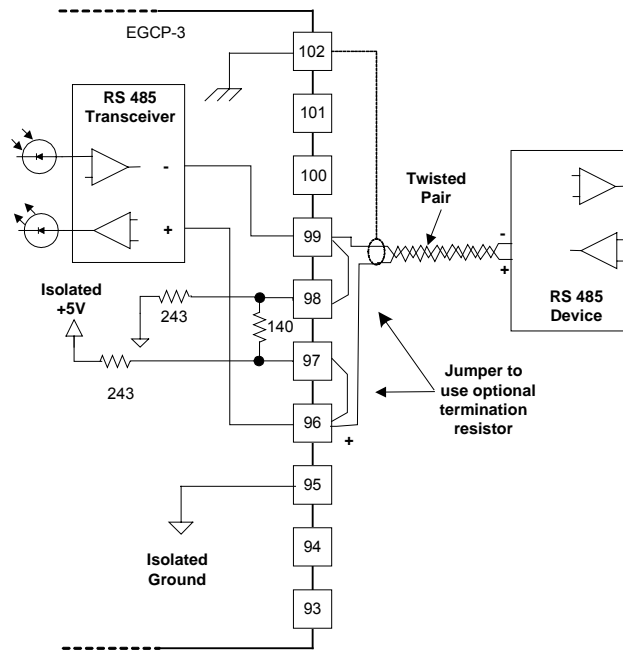 EGCP-3
102
RS 485
Transceiver
101
-
100
+
99
Twisted
Pair
-
+
RS 485
Device
98
Isolated
+5V
243
140
97
243
Jumper to
use optional
termination
resistor
96
+
95
Isolated
Ground
94
93